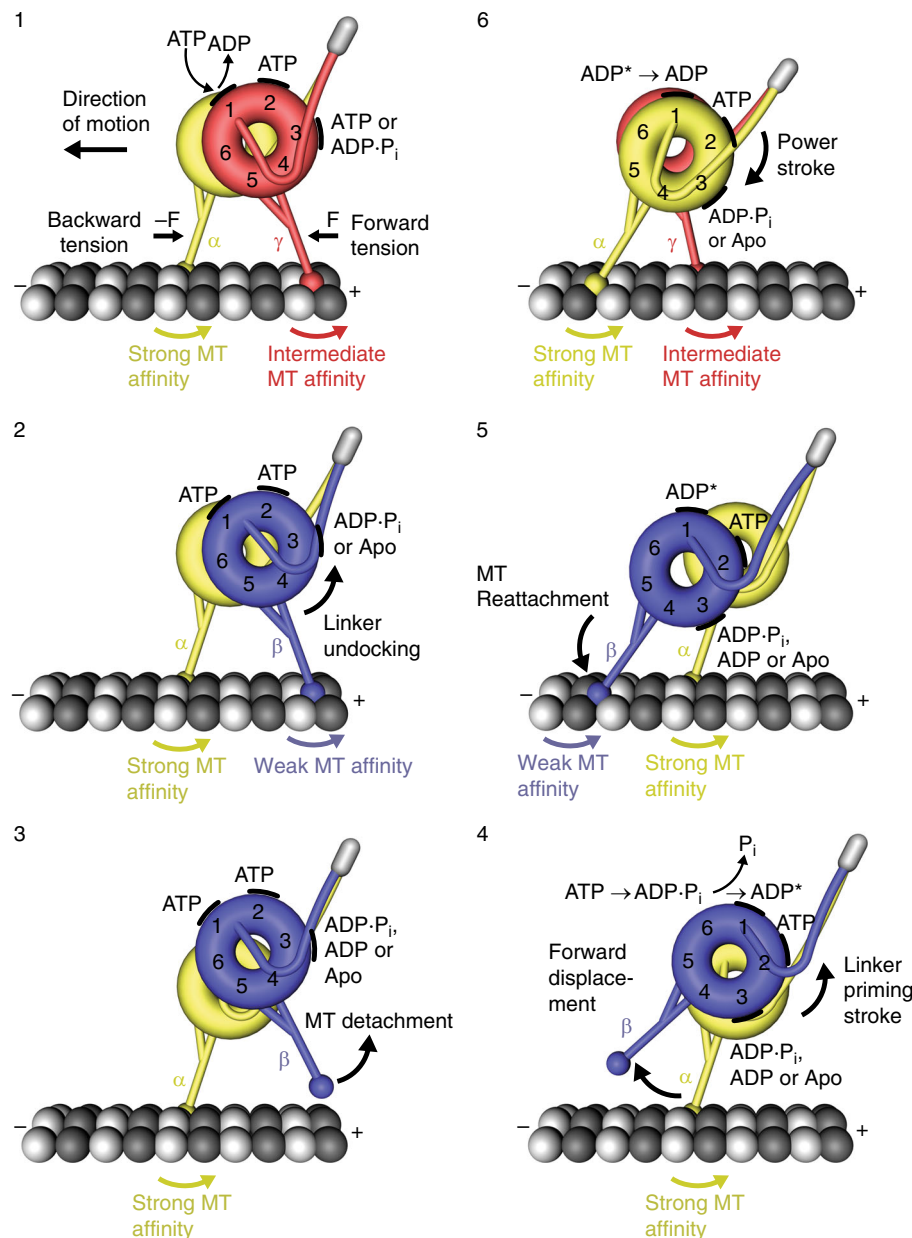 1
ATP
ADP
ATP
Direction
of motion
ATP or
ADP·Pi
1
2
3
4
5
6
Backward
tension
–F
F
Forward
tension
α
γ
–
+
Strong MT
affinity
Intermediate
MT affinity
6
ADP* → ADP
ATP
1
2
3
4
5
6
Power
stroke
ADP·Pi
or Apo
α
γ
–
+
Strong MT
affinity
Intermediate
MT affinity
2
ATP
ATP
1
2
3
4
5
6
ADP·Pi
or Apo
Linker
undocking
α
β
–
+
Strong MT
affinity
Weak MT affinity
5
ADP*
ATP
1
2
3
4
5
6
MT
Reattachment
ADP·Pi,
ADP or Apo
β
α
–
+
Weak MT
affinity
Strong MT
affinity
3
ATP
ATP
1
2
3
4
5
6
ADP·Pi,
ADP or
Apo
MT detachment
α
β
–
+
Strong MT
affinity
4
Pi
ATP → ADP·Pi → ADP*
ATP
1
2
3
4
5
6
Forward
displace-
ment
Linker
priming
stroke
β
α
ADP·Pi,
ADP or Apo
–
+
Strong MT
affinity